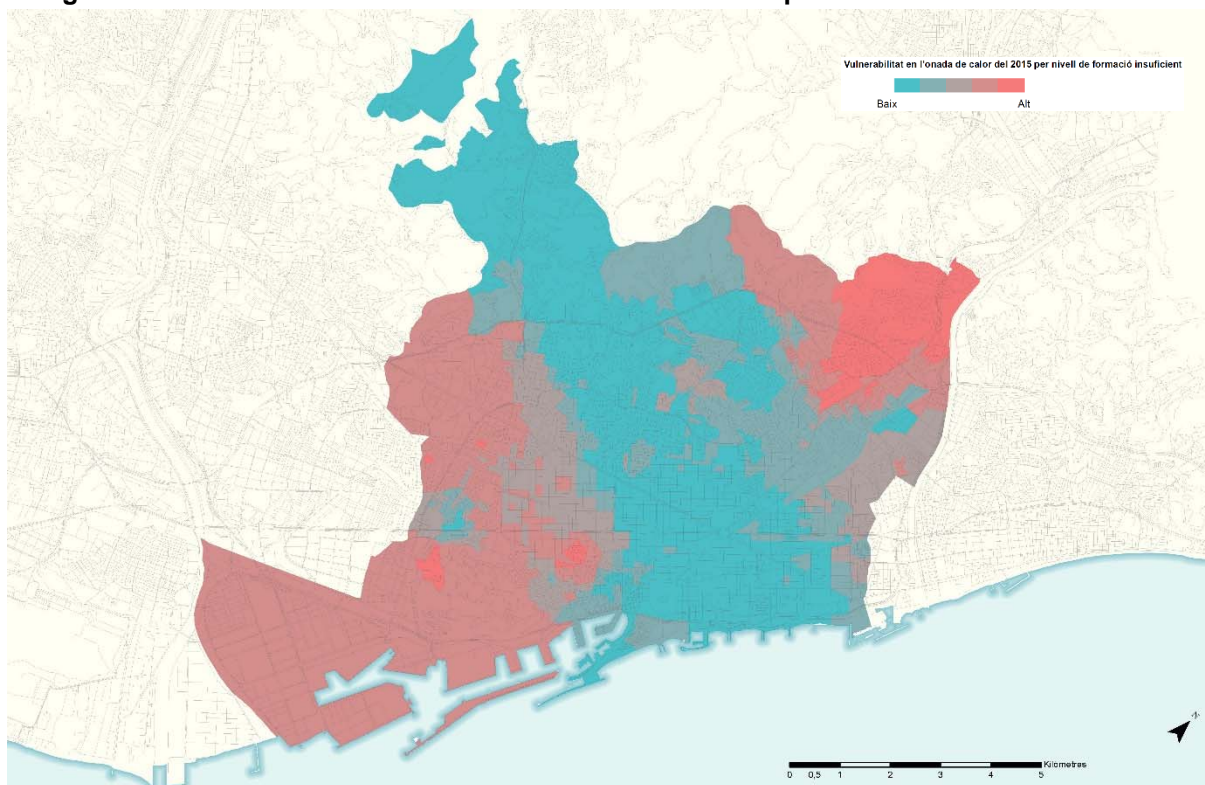 Vulnerabilitat en l'onada de calor del 2015 per nivell de formació insuficient
Baix Alt
N
Kilometres
0 0,5 1 2 3 4 5